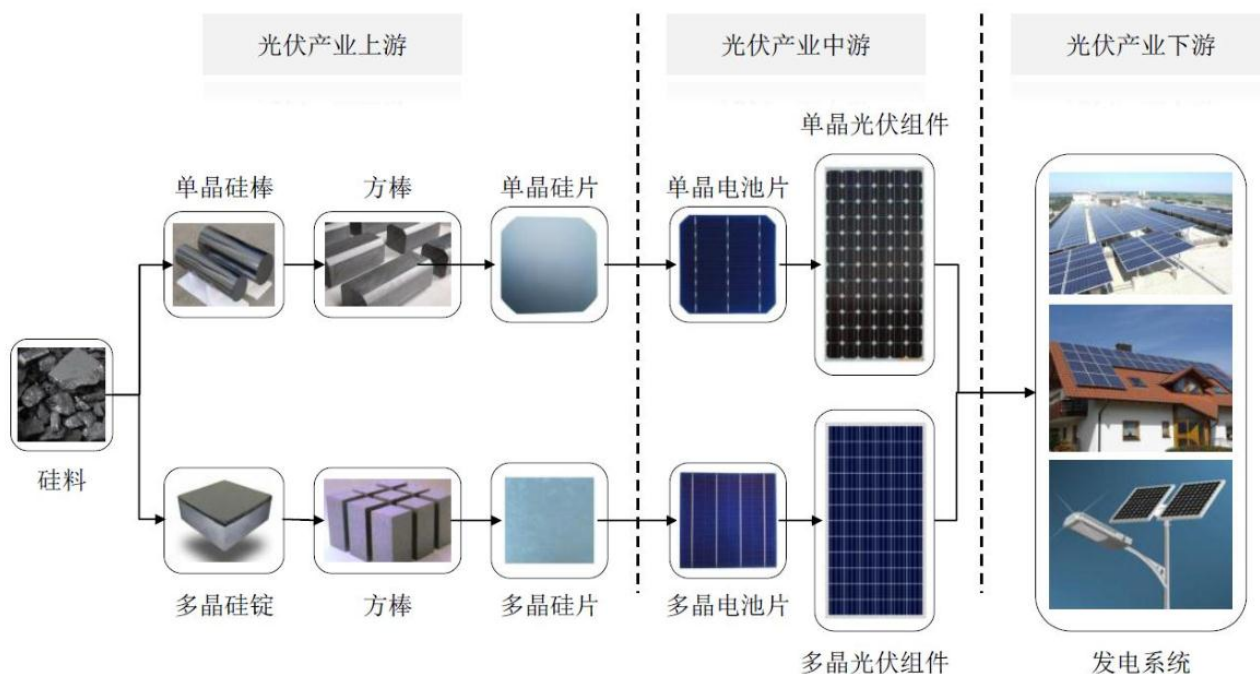 光伏产业上游
光伏产业中游
光伏产业下游
单晶光伏组件
单晶硅棒
方棒
单晶硅片
单晶电池片
硅料
多晶硅锭
方棒
多晶硅片
多晶电池片
多晶光伏组件
发电系统